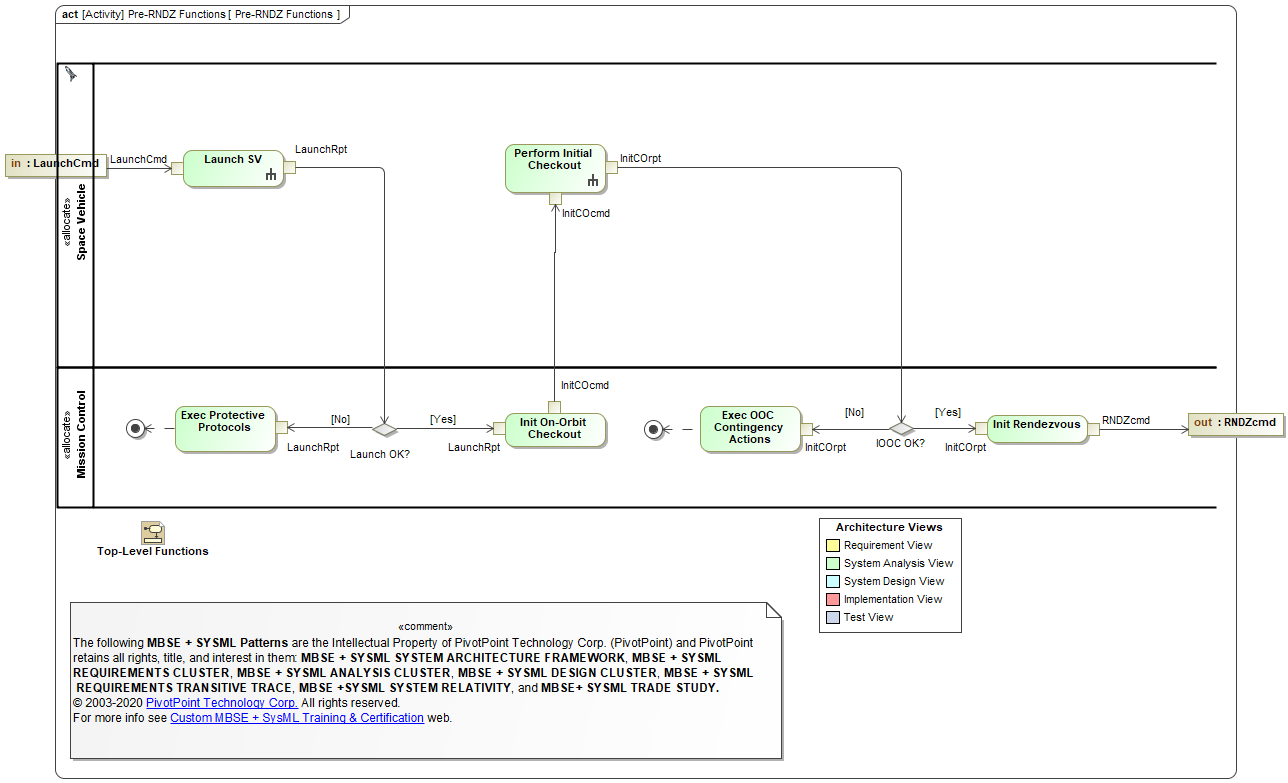 act [Activity] Pre-RNDZ Functions [ Pre-RNDZ Functions ]
«allocate»
Space Vehicle
in : LaunchCmd
LaunchCmd
Launch SV
LaunchRpt
Perform Initial
Checkout
InitCOrpt
InitCOcmd
«allocate»
Mission Control
InitCOcmd
Exec Protective
Protocols
[No]
LaunchRpt
Launch OK?
[Yes]
LaunchRpt
Init On-Orbit
Checkout
Exec OOC
Contingency
Actions
[No]
InitCOrpt
IOOC OK?
[Yes]
InitCOrpt
Init Rendezvous
RNDZcmd
out : RNDZcmd
Top-Level Functions
Architecture Views
Requirement View
System Analysis View
System Design View
Implementation View
Test View
«comment»
The following MBSE + SYSML Patterns are the Intellectual Property of PivotPoint Technology Corp. (PivotPoint) and PivotPoint
retains all rights, title, and interest in them: MBSE + SYSML SYSTEM ARCHITECTURE FRAMEWORK, MBSE + SYSML
REQUIREMENTS CLUSTER, MBSE + SYSML ANALYSIS CLUSTER, MBSE + SYSML DESIGN CLUSTER, MBSE + SYSML
REQUIREMENTS TRANSITIVE TRACE, MBSE +SYSML SYSTEM RELATIVITY, and MBSE+ SYSML TRADE STUDY.
© 2003-2020 PivotPoint Technology Corp. All rights reserved.
For more info see Custom MBSE + SysML Training & Certification web.